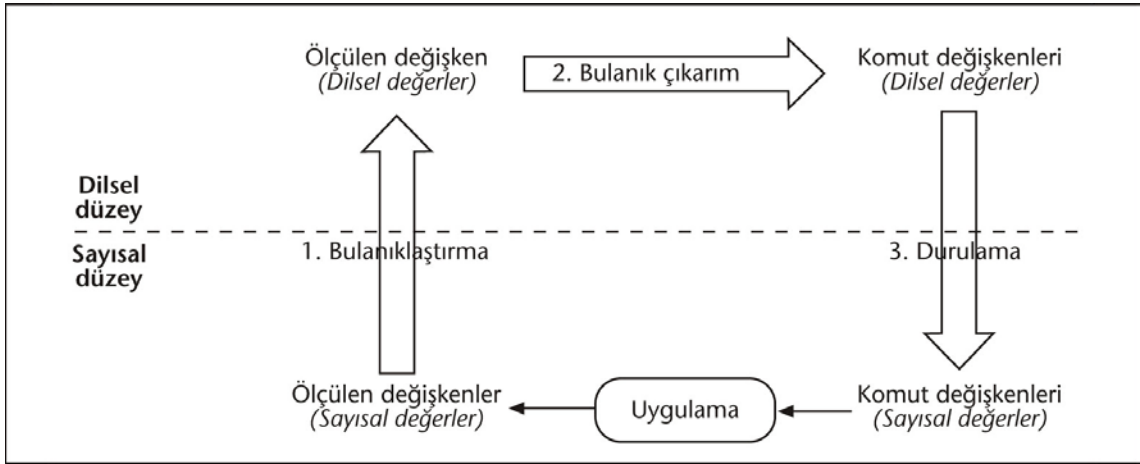 Ölçülen değişken
(Dilsel değerler)
2. Bulanık çıkarım
Komut değişkenleri
(Dilsel değerler)
Dilsel
düzey
Sayısal
düzey
1. Bulanıklaştırma
3. Durulama
Ölçülen değişkenler
(Sayısal değerler)
Uygulama
Komut değişkenleri
(Sayısal değerler)